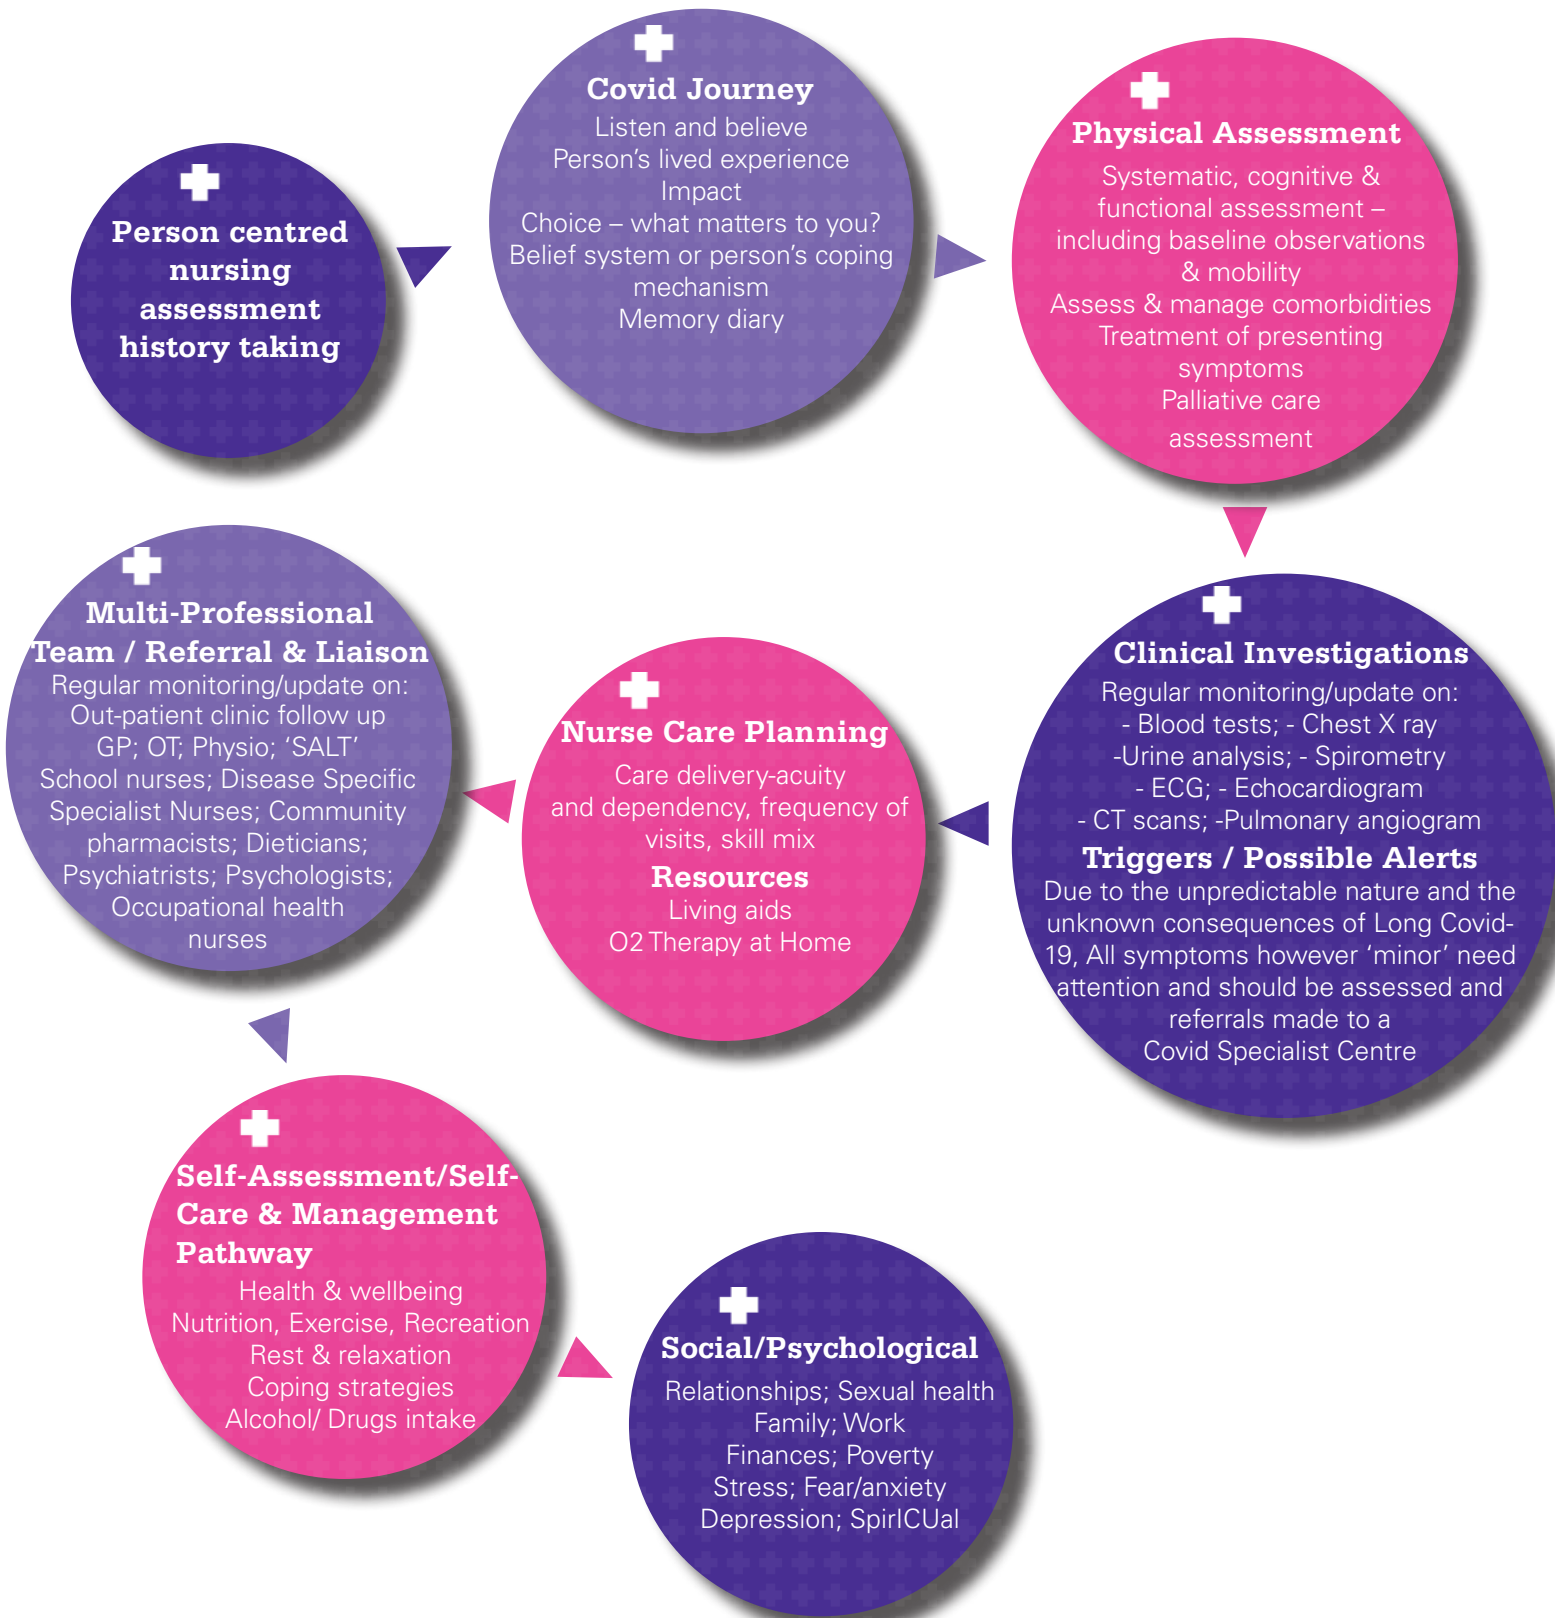 Person centred
nursing
assessment
history taking
Covid Journey
Listen and believe
Person’s lived experience
Impact
Choice – what matters to you?
Belief system or person’s coping
mechanism
Memory diary
Physical Assessment
Systematic, cognitive &
functional assessment –
including baseline observations
& mobility
Assess & manage comorbidities
Treatment of presenting
symptoms
Palliative care
assessment
Clinical Investigations
Regular monitoring/update on:
- Blood tests; - Chest X ray
-Urine analysis; - Spirometry
- ECG; - Echocardiogram
- CT scans; -Pulmonary angiogram
Triggers / Possible Alerts
Due to the unpredictable nature and the
unknown consequences of Long Covid-
19, All symptoms however ‘minor’ need
attention and should be assessed and
referrals made to a
Covid Specialist Centre
Nurse Care Planning
Care delivery-acuity
and dependency, frequency of
visits, skill mix
Resources
Living aids
O2 Therapy at Home
Multi-Professional
Team / Referral & Liaison
Regular monitoring/update on:
Out-patient clinic follow up
GP; OT; Physio; ‘SALT’
School nurses; Disease Specific
Specialist Nurses; Community
pharmacists; Dieticians;
Psychiatrists; Psychologists;
Occupational health
nurses
Self-Assessment/Self-
Care & Management
Pathway
Health & wellbeing
Nutrition, Exercise, Recreation
Rest & relaxation
Coping strategies
Alcohol/ Drugs intake
Social/Psychological
Relationships; Sexual health
Family; Work
Finances; Poverty
Stress; Fear/anxiety
Depression; SpirICUal